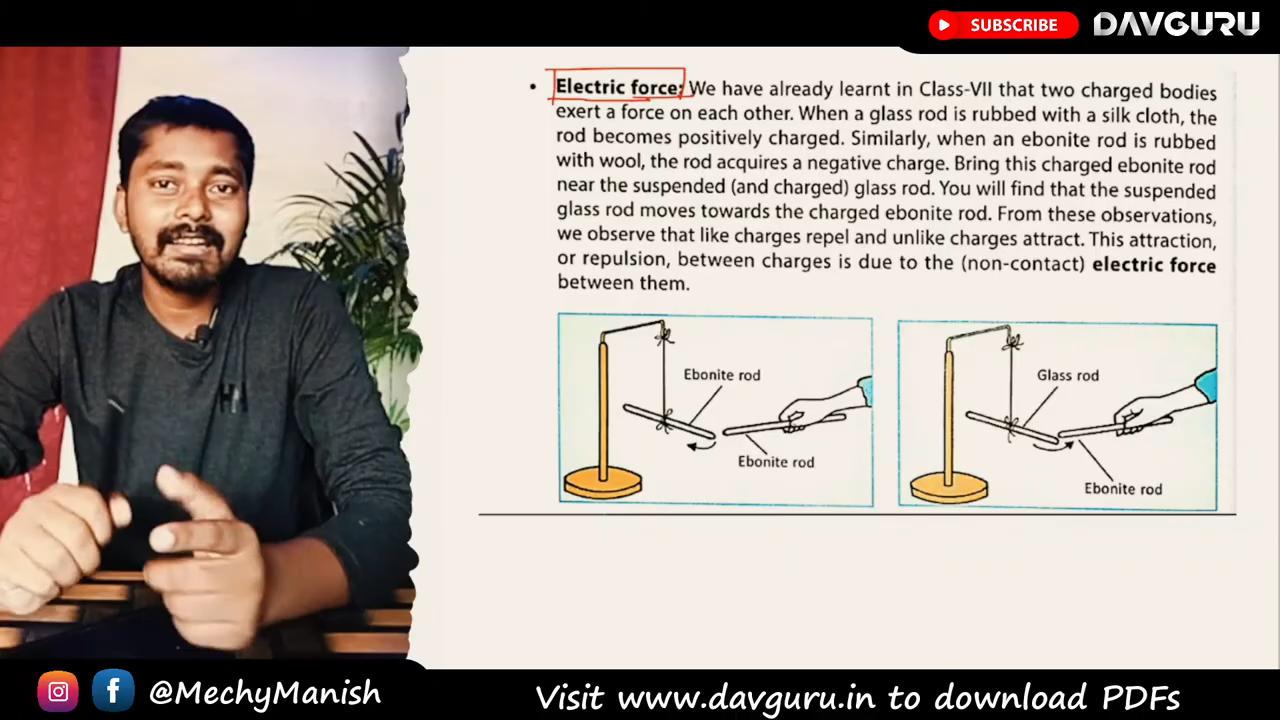 SUBSCRIBE DAVGURU
• Electric force: We have already learnt in Class-VII that two charged bodies
exert a force on each other. When a glass rod is rubbed with a silk cloth, the
rod becomes positively charged. Similarly, when an ebonite rod is rubbed
with wool, the rod acquires a negative charge. Bring this charged ebonite rod
near the suspended (and charged) glass rod. You will find that the suspended
glass rod moves towards the charged ebonite rod. From these observations,
we observe that like charges repel and unlike charges attract. This attraction,
or repulsion, between charges is due to the (non-contact) electric force
between them.
Ebonite rod
Ebonite rod
Glass rod
Ebonite rod
@MechyManish
Visit www.davguru.in to download PDFs